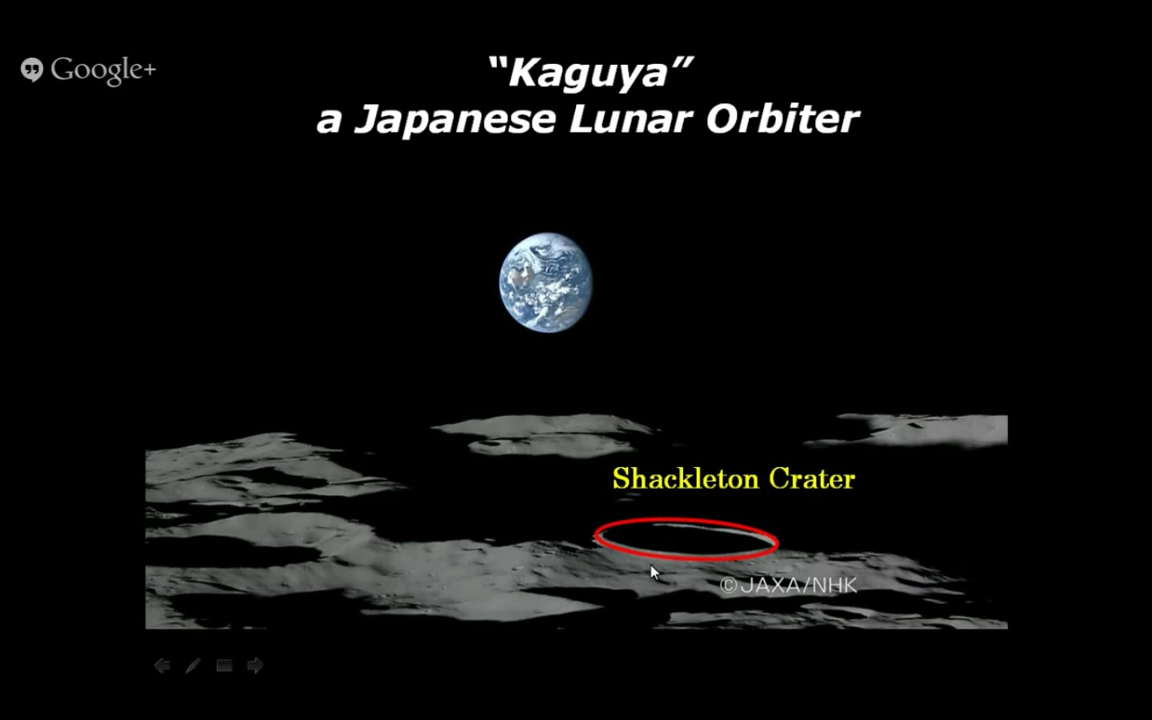 Google+
“Kaguya”
a Japanese Lunar Orbiter
Shackleton Crater
©JAXA/NHK